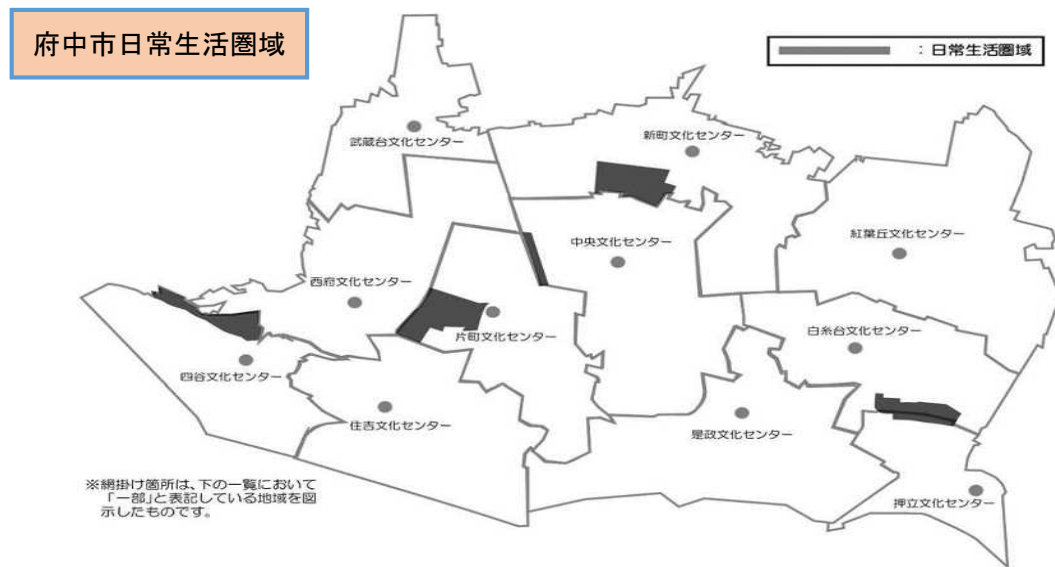 府中市日常生活圏域
：日常生活圏域
武蔵台文化センター
新町文化センター
中央文化センター
紅葉丘文化センター
西府文化センター
片町文化センター
白糸台文化センター
四谷文化センター
住吉文化センター
是政文化センター
押立文化センター
※網掛け箇所は、下の一覧において
「一部」と表記している地域を図
示したものです。